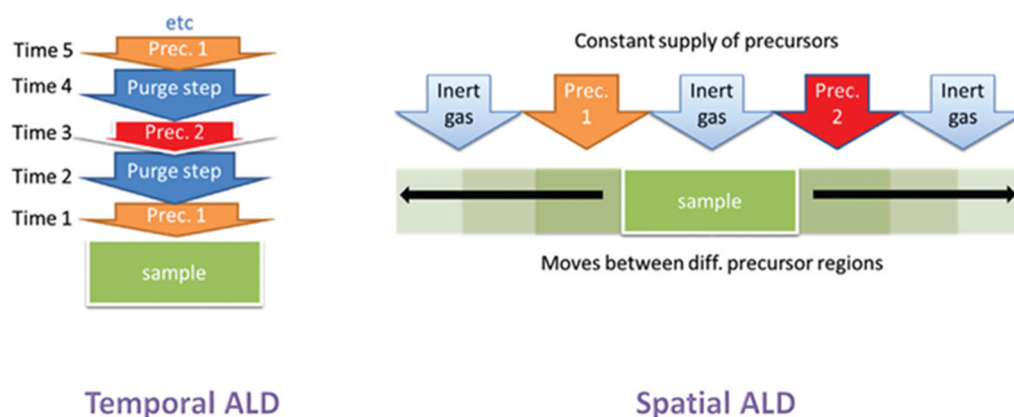 etc
Time 5
Prec. 1
Time 4
Purge step
Time 3
Prec. 2
Time 2
Purge step
Time 1
Prec. 1
sample
Temporal ALD
Constant supply of precursors
Inert
gas
Prec.
1
Inert
gas
Prec.
2
Inert
gas
sample
Moves between diff. precursor regions
Spatial ALD